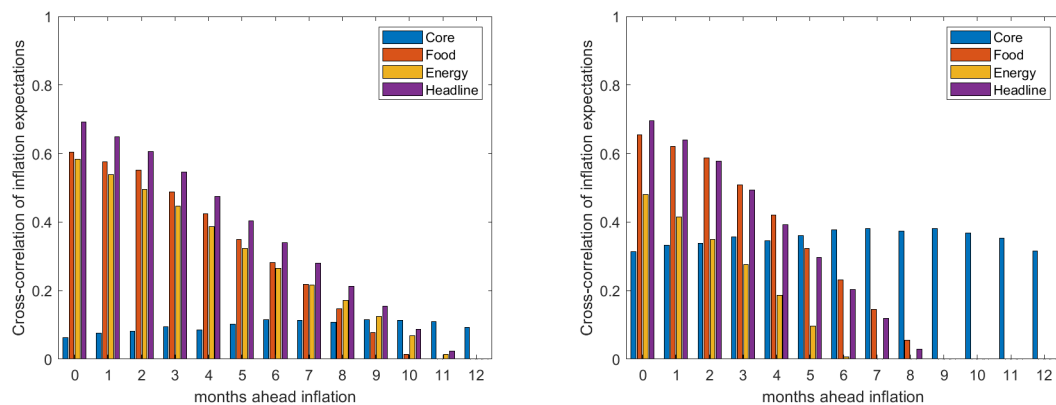 Cross-correlation of inflation expectations
1
0.8
0.6
0.4
0.2
0
Core
Food
Energy
Headline
0 1 2 3 4 5 6 7 8 9 10 11 12
months ahead inflation
Cross-correlation of inflation expectations
1
0.8
0.6
0.4
0.2
0
Core
Food
Energy
Headline
0 1 2 3 4 5 6 7 8 9 10 11 12
months ahead inflation